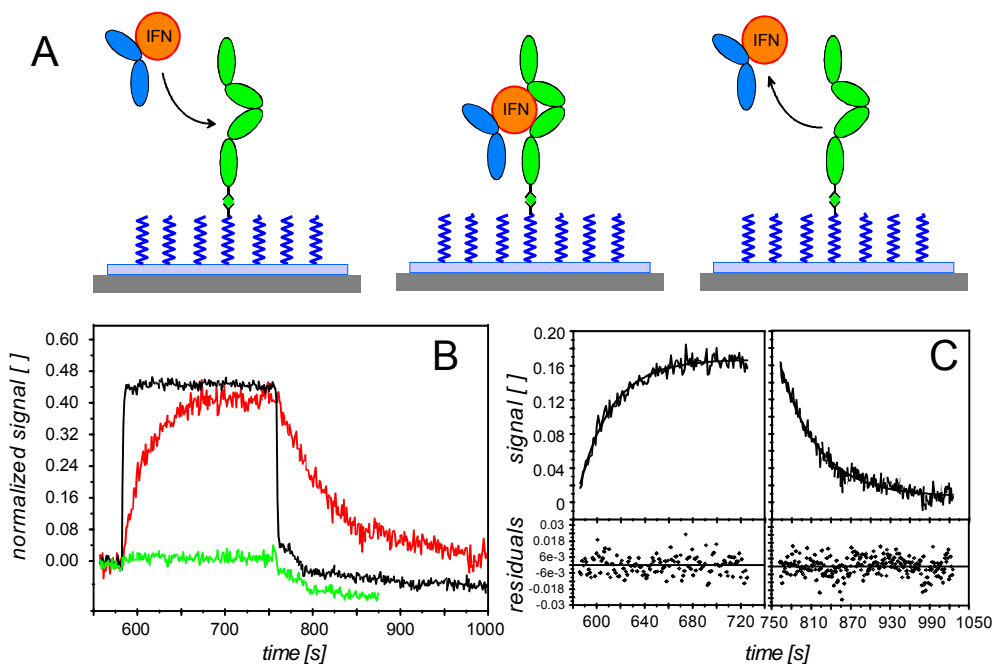 A
IFN
IFN
IFN
B
normalized signal [ ]
0.60
0.48
0.40
0.32
0.24
0.16
0.08
0.00
600 700 800 900 1000
time [s]
C
signal [ ]
0.20
0.16
0.12
0.08
0.04
0
residuals
0.03
0.018
6e-3
-6e-3
-0.018
-0.03
600 640 680 720 750 810 870 930 990 1050
time [s]